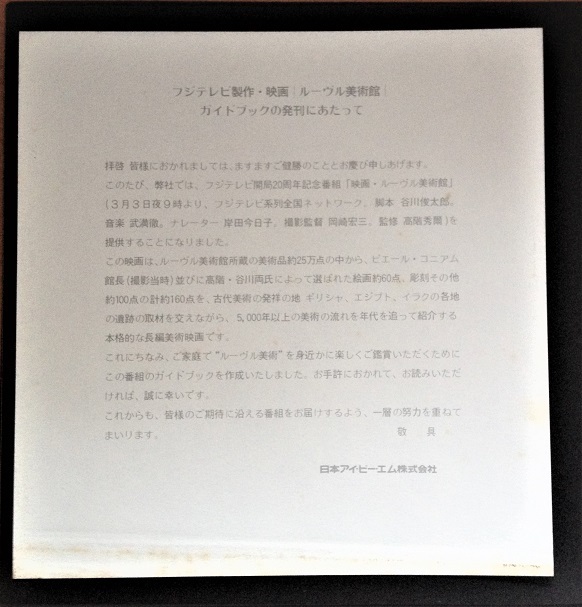 フジテレビ製作・映画「ルーヴル美術館」
ガイドブックの発刊にあたって
拝啓 皆様におかれましては、ますますご健勝のこととお慶び申しあげます。
このたび、弊社では、フジテレビ開局20周年記念番組「映画・ルーヴル美術館」
(3月3日夜9時より、フジテレビ系列全国ネットワーク。脚本 谷川俊太郎。
音楽 武満徹。ナレーター 岸田今日子。撮影監督 岡崎宏三。監修 高階秀爾)を
提供することになりました。
この映画は、ルーヴル美術館所蔵の美術品約25万点の中から、ピエール・コニアム
館長(撮影当時)並びに高階・谷川両氏によって選ばれた絵画約60点、彫刻その他
約100点の計約160点を、古代美術の発祥の地 ギリシャ、エジプト、イラクの各地
の遺跡の取材を交えながら、5,000年以上の美術の流れを年代を追って紹介する
本格的な長編美術映画です。
これにちなみ、ご家庭で“ルーヴル美術”を身近かに楽しくご鑑賞いただくために
この番組のガイドブックを作成いたしました。お手許におかれて、お読みいただ
ければ、誠に幸いです。
これからも、皆様のご期待に沿える番組をお届けするよう、一層の努力を重ねて
まいります。 敬 具
日本アイ・ビー・エム株式会社